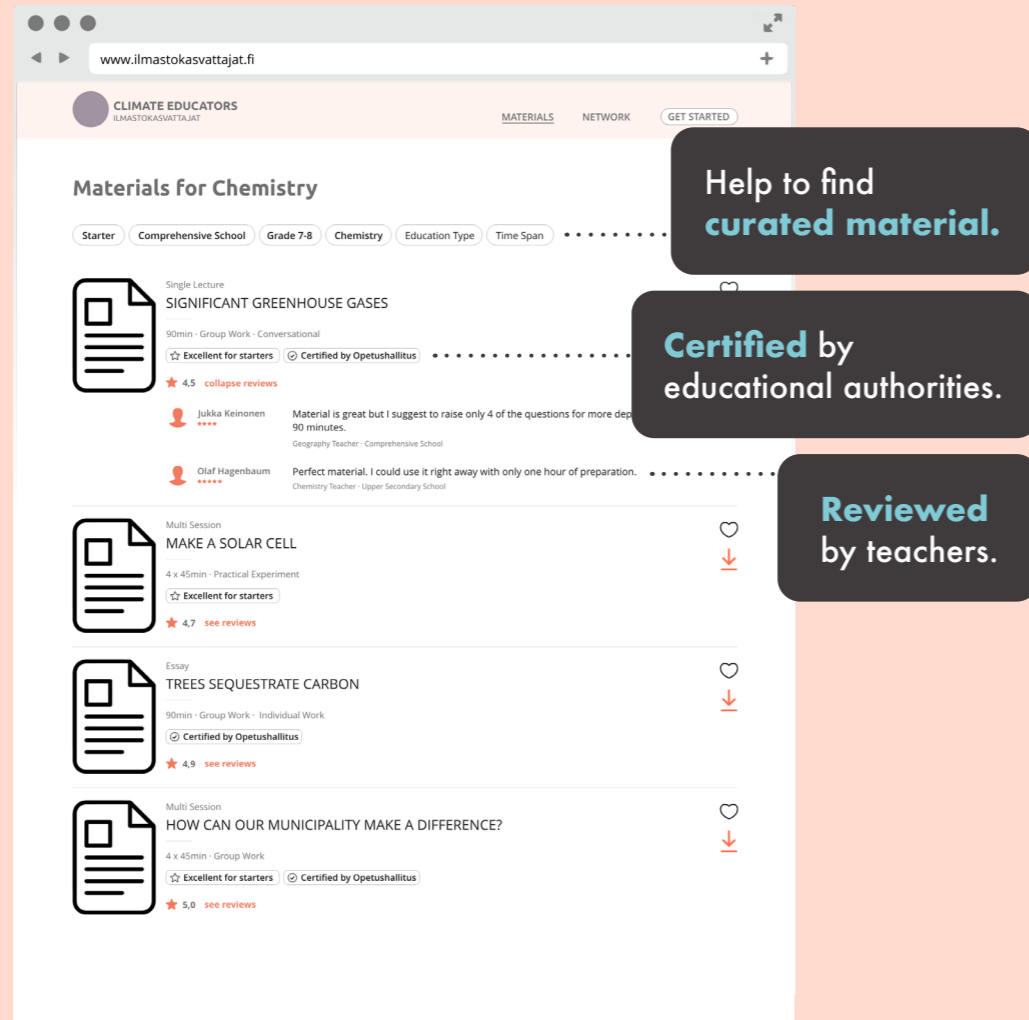 www.ilmastokasvattajat.fi
CLIMATE EDUCATORS
ILMASTOKASVATTAJAT
MATERIALS NETWORK GET STARTED
Materials for Chemistry
Starter Comprehensive School Grade 7-8 Chemistry Education Type Time Span
Help to find
curated material.
Single Lecture
SIGNIFICANT GREENHOUSE GASES
90min · Group Work · Conversational
Excellent for starters Certified by Opetushallitus
4,5 collapse reviews
Certified by
educational authorities.
Jukka Keinonen
Material is great but I suggest to raise only 4 of the questions for more
90 minutes.
Geography Teacher · Comprehensive School
Olaf Hagenbaum
Perfect material. I could use it right away with only one hour of preparation.
Chemistry Teacher · Upper Secondary School
Reviewed
by teachers.
Multi Session
MAKE A SOLAR CELL
4 x 45min · Practical Experiment
Excellent for starters
4,7 see reviews
Essay
TREES SEQUESTRATE CARBON
90min · Group Work · Individual Work
Certified by Opetushallitus
4,9 see reviews
Multi Session
HOW CAN OUR MUNICIPALITY MAKE A DIFFERENCE?
4 x 45min · Group Work
Excellent for starters Certified by Opetushallitus
5,0 see reviews